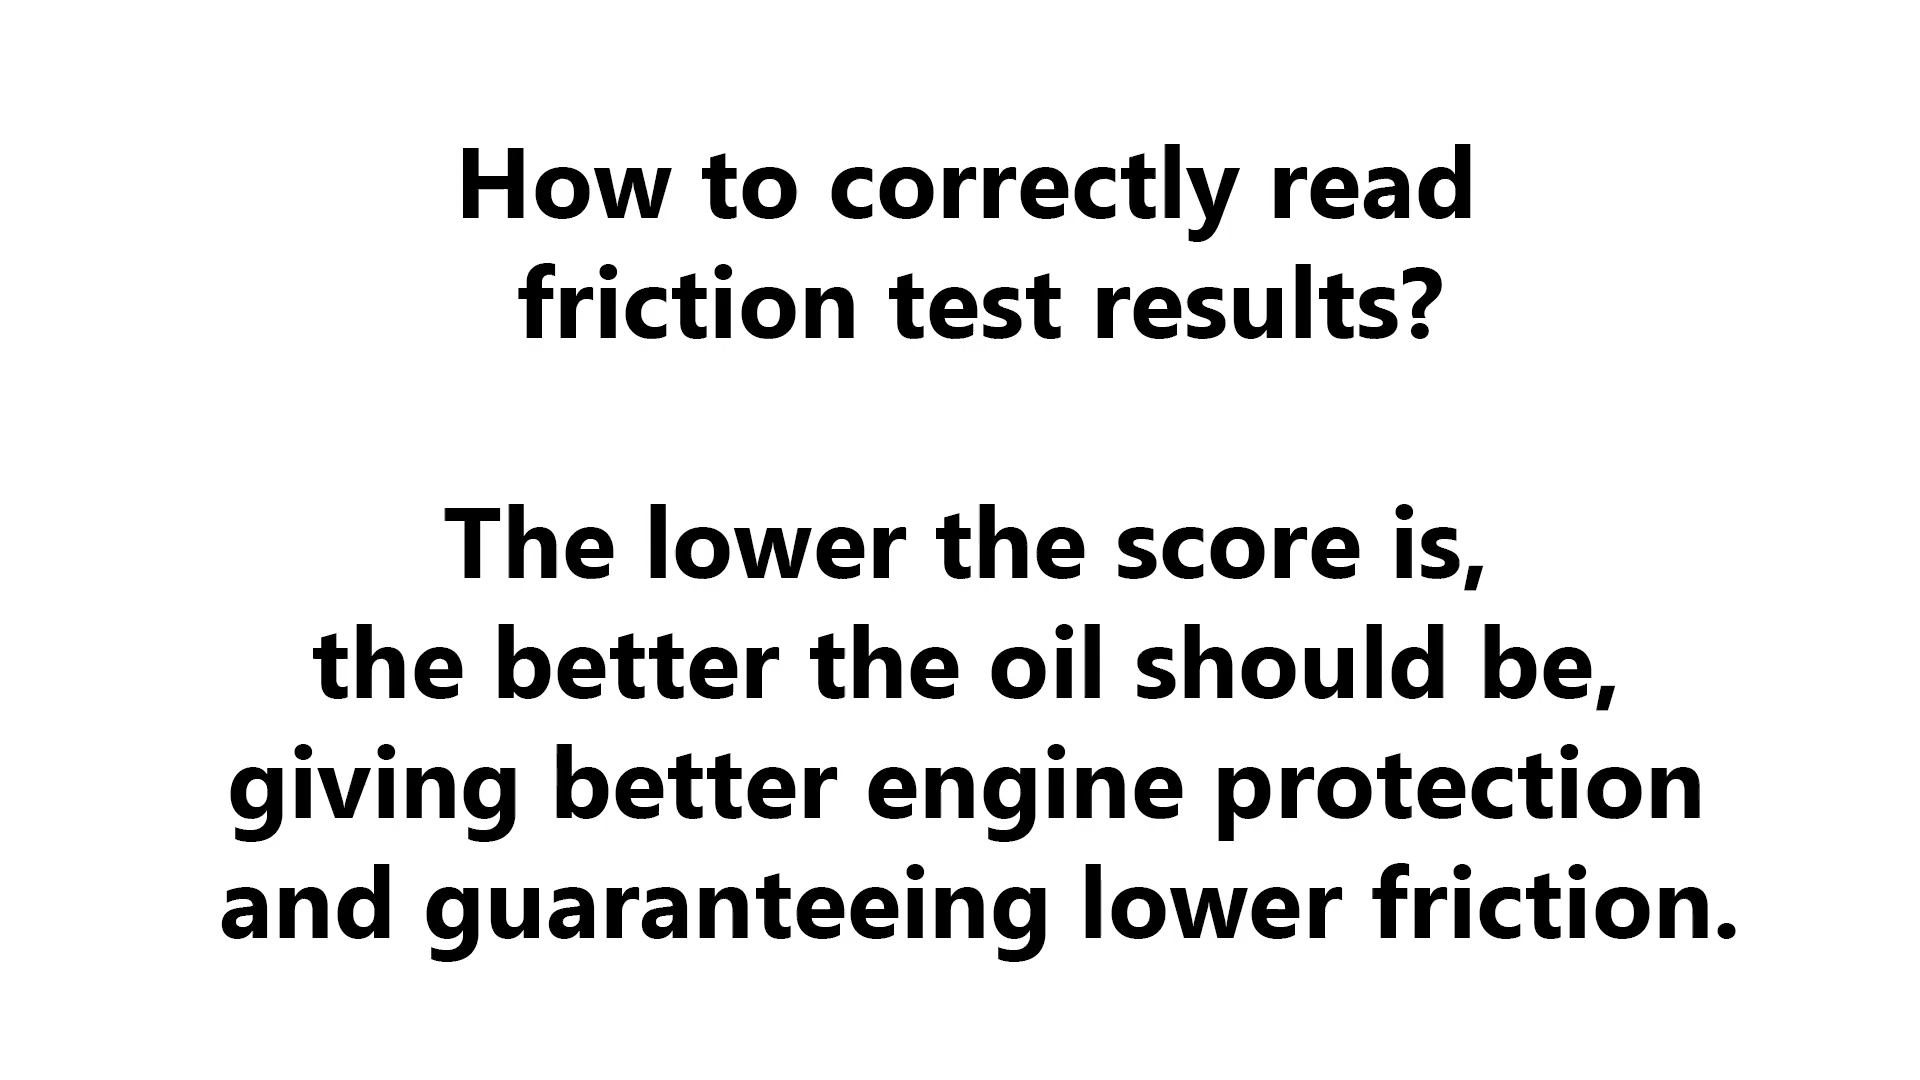 How to correctly read
friction test results?
The lower the score is,
the better the oil should be,
giving better engine protection
and guaranteeing lower friction.